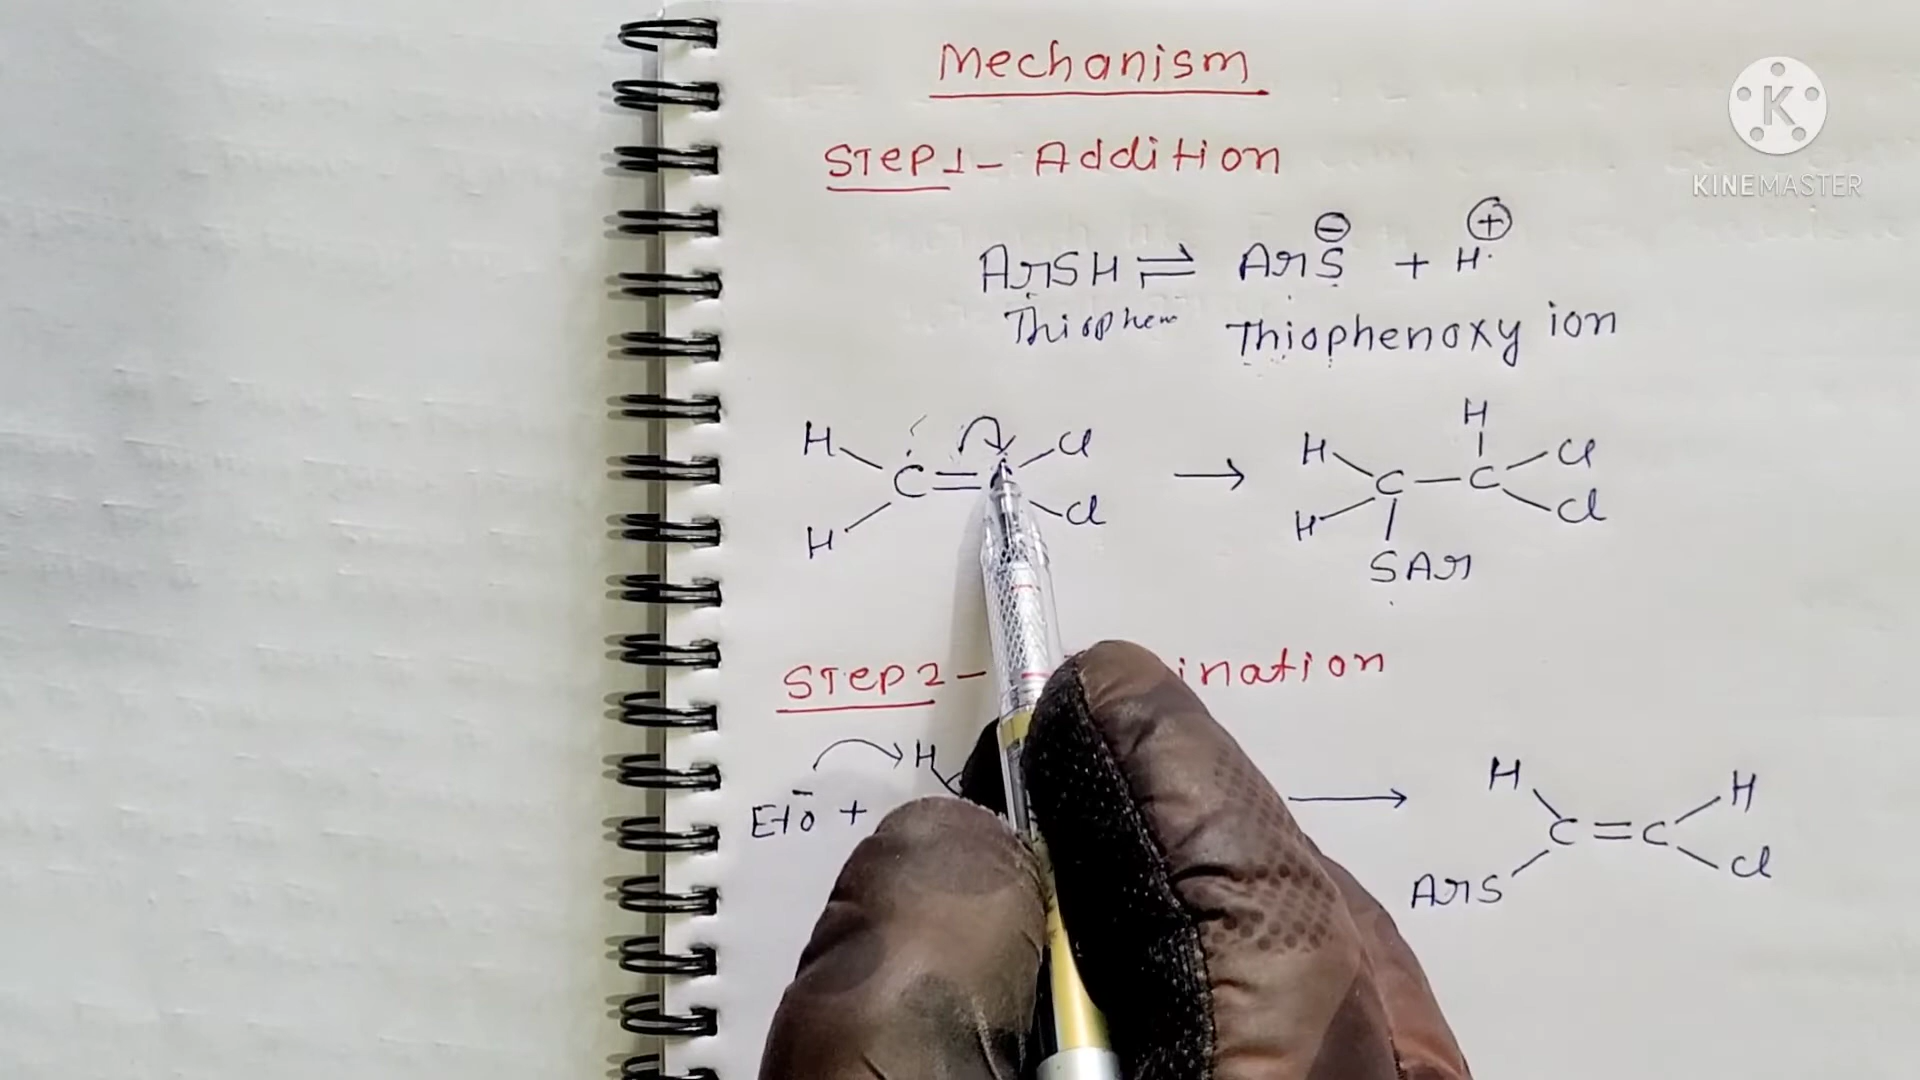 Mechanism
K
KINEMASTER
STEP1- Addition
ArSH ⇌ ArS⊖ + H⊕
Thiophen Thiophenoxy ion
H C = Cl Cl H
→ H H C — C Cl Cl H SAr
STEP2- ination
EtO⁻ + H → H ArS C = C H Cl